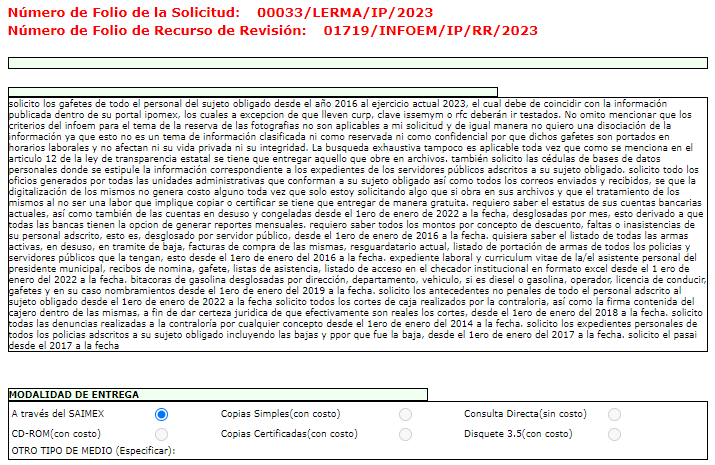 Número de Folio de la Solicitud: 00033/LERMA/IP/2023
Número de Folio de Recurso de Revisión: 01719/INFOEM/IP/RR/2023
solicito los gafetes de todo el personal del sujeto obligado desde el año 2016 al ejercicio actual 2023, el cual debe de coincidir con la información
publicada dentro de su portal ipomex, los cuales a excepcion de que lleven curp, clave issemym o rfc deberán ir testados. No omito mencionar que los
criterios del infoem para el tema de la reserva de las fotografias no son aplicables a mi solicitud y de igual manera no quiero una disociación de la
información ya que esto no es un tema de información clasificada ni como reservada ni como confidencial por que dichos gafetes son portados en
horarios laborales y no afectan ni su vida privada ni su integridad. La busqueda exhaustiva tampoco es aplicable toda vez que como se menciona en el
articulo 12 de la ley de transparencia estatal se tiene que entregar aquello que obre en archivos. también solicito las cédulas de bases de datos
personales donde se estipule la información correspondiente a los expedientes de los servidores públicos adscritos a su sujeto obligado. solicito todo los
oficios generados por todas las unidades administrativas que conforman a su sujeto obligado así como todos los correos enviados y recibidos, se que la
digitalización de los mismos no genera costo alguno toda vez que solo estoy solicitando algo que si obra en sus archivos y que el tratamiento de los
mismos al no ser una labor que implique copiar o certificar se tiene que entregar de manera gratuita. requiero saber el estatus de sus cuentas bancarias
actuales, así como también de las cuentas en desuso y congeladas desde el 1ero de enero de 2022 a la fecha, desglosadas por mes, esto derivado a que
todas las bancas tienen la opcion de generar reportes mensuales. requiero saber todos los montos por concepto de descuento, faltas o inasistencias de
su personal adscrito, esto es, desglosado por servidor público, desde el 1ero de enero de 2016 a la fecha. quisiera saber el listado de todas las armas
activas, en desuso, en tramite de baja, facturas de compra de las mismas, resguardatario actual, listado de portación de armas de todos los policias y
servidores públicos que la tengan, esto desde el 1ero de enero del 2016 a la fecha. expediente laboral y curriculum vitae de la/el asistente personal del
presidente municipal, recibos de nomina, gafete, listas de asistencia, listado de acceso en el checador institucional en formato excel desde el 1 ero de
enero del 2022 a la fecha. bitacoras de gasolina desglosadas por dirección, departamento, vehiculo, si es diesel o gasolina, operador, licencia de conducir,
gafetes y en su caso nombramientos desde el 1ero de enero del 2019 a la fecha. solicito los antecedentes no penales de todo el personal adscrito al
sujeto obligado desde el 1ero de enero de 2022 a la fecha solicito todos los cortes de caja realizados por la contraloria, así como la firma contenida del
cajero dentro de las mismas, a fin de dar certeza juridica de que efectivamente son reales los cortes, desde el 1ero de enero del 2018 a la fecha. solicito
todas las denuncias realizadas a la contraloría por cualquier concepto desde el 1ero de enero del 2014 a la fecha. solicito los expedientes personales de
todos los policias adscritos a su sujeto obligado incluyendo las bajas y ppor que fue la baja, desde el 1ero de enero del 2017 a la fecha. solicito el pasai
desde el 2017 a la fecha
MODALIDAD DE ENTREGA
A través del SAIMEX Copias Simples(con costo) Consulta Directa(sin costo)
CD-ROM(con costo) Copias Certificadas(con costo) Disquete 3.5(con costo)
OTRO TIPO DE MEDIO (Especificar):